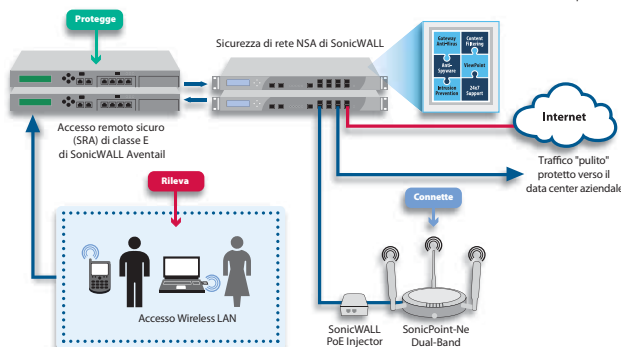 Protegge
Sicurezza di rete NSA di SonicWALL
Gateway
Anti-Virus
Content
Filtering
Anti-
Spyware
ViewPoint
Intrusion
Prevention
24x7
Support
Accesso remoto sicuro
(SRA) di classe E
di SonicWALL Aventail
Internet
Traffico "pulito"
protetto verso il
data center aziendale
Rileva
Connette
Accesso Wireless LAN
SonicWALL
PoE Injector
SonicPoint-Ne
Dual-Band